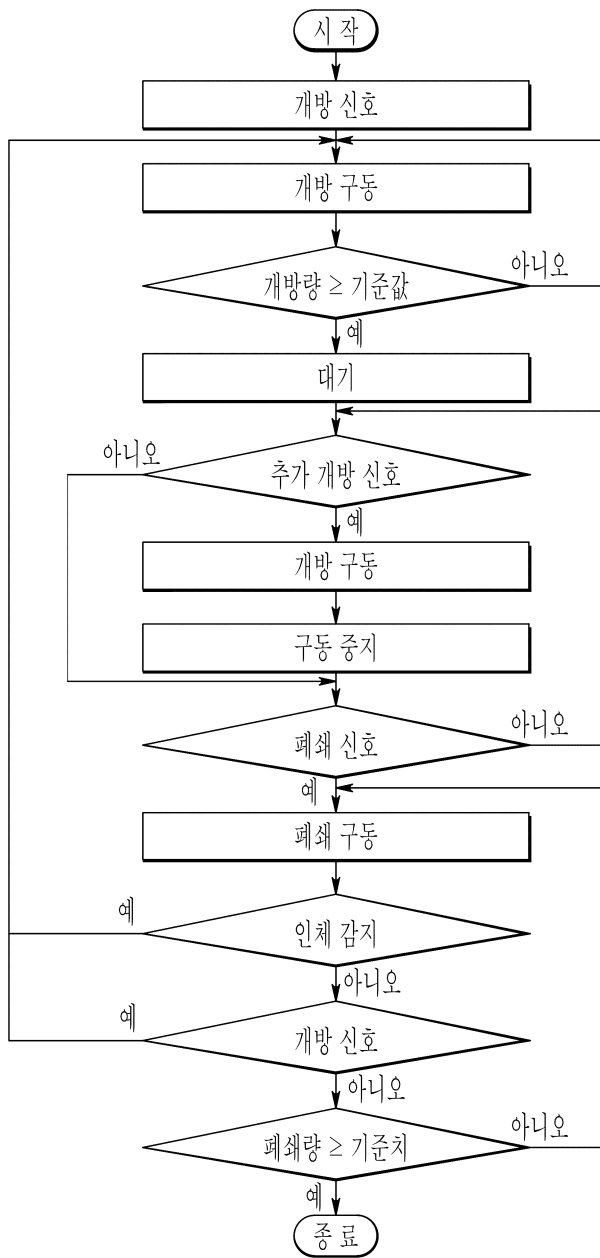 시작
개방 신호
개방 구동
개방량 ≥ 기준값
아니오
예
대기
아니오
추가 개방 신호
예
개방 구동
구동 중지
폐쇄 신호
아니오
예
폐쇄 구동
예
인체 감지
아니오
예
개방 신호
아니오
폐쇄량 ≥ 기준치
아니오
예
종료